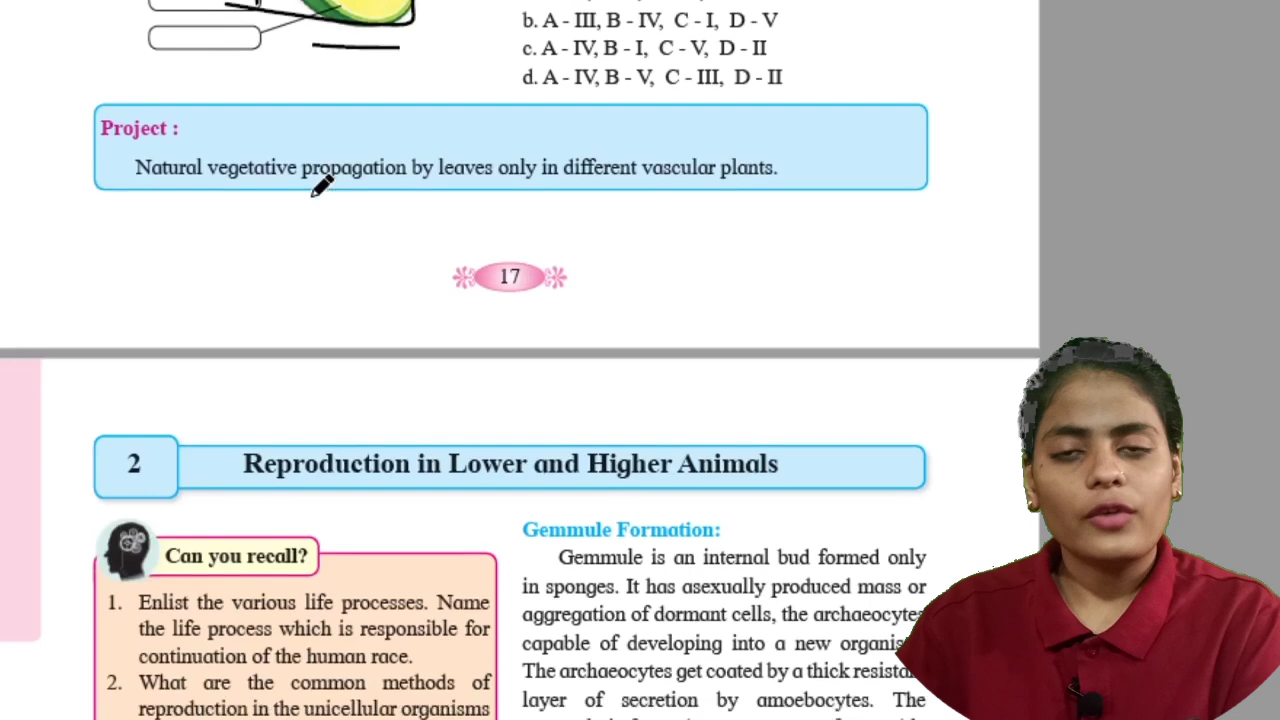 b. A - III, B - IV, C - I, D - V
c. A - IV, B - I, C - V, D - II
d. A - IV, B - V, C - III, D - II
Project :
Natural vegetative propagation by leaves only in different vascular plants.
17
2
Reproduction in Lower and Higher Animals
Can you recall?
1. Enlist the various life processes. Name
the life process which is responsible for
continuation of the human race.
2. What are the common methods of
reproduction in the unicellular organisms
Gemmule Formation:
Gemmule is an internal bud formed only
in sponges. It has asexually produced mass or
aggregation of dormant cells, the archaeocytes
capable of developing into a new
The archaeocytes get coated by a thick
layer of secretion by amoebocytes. The